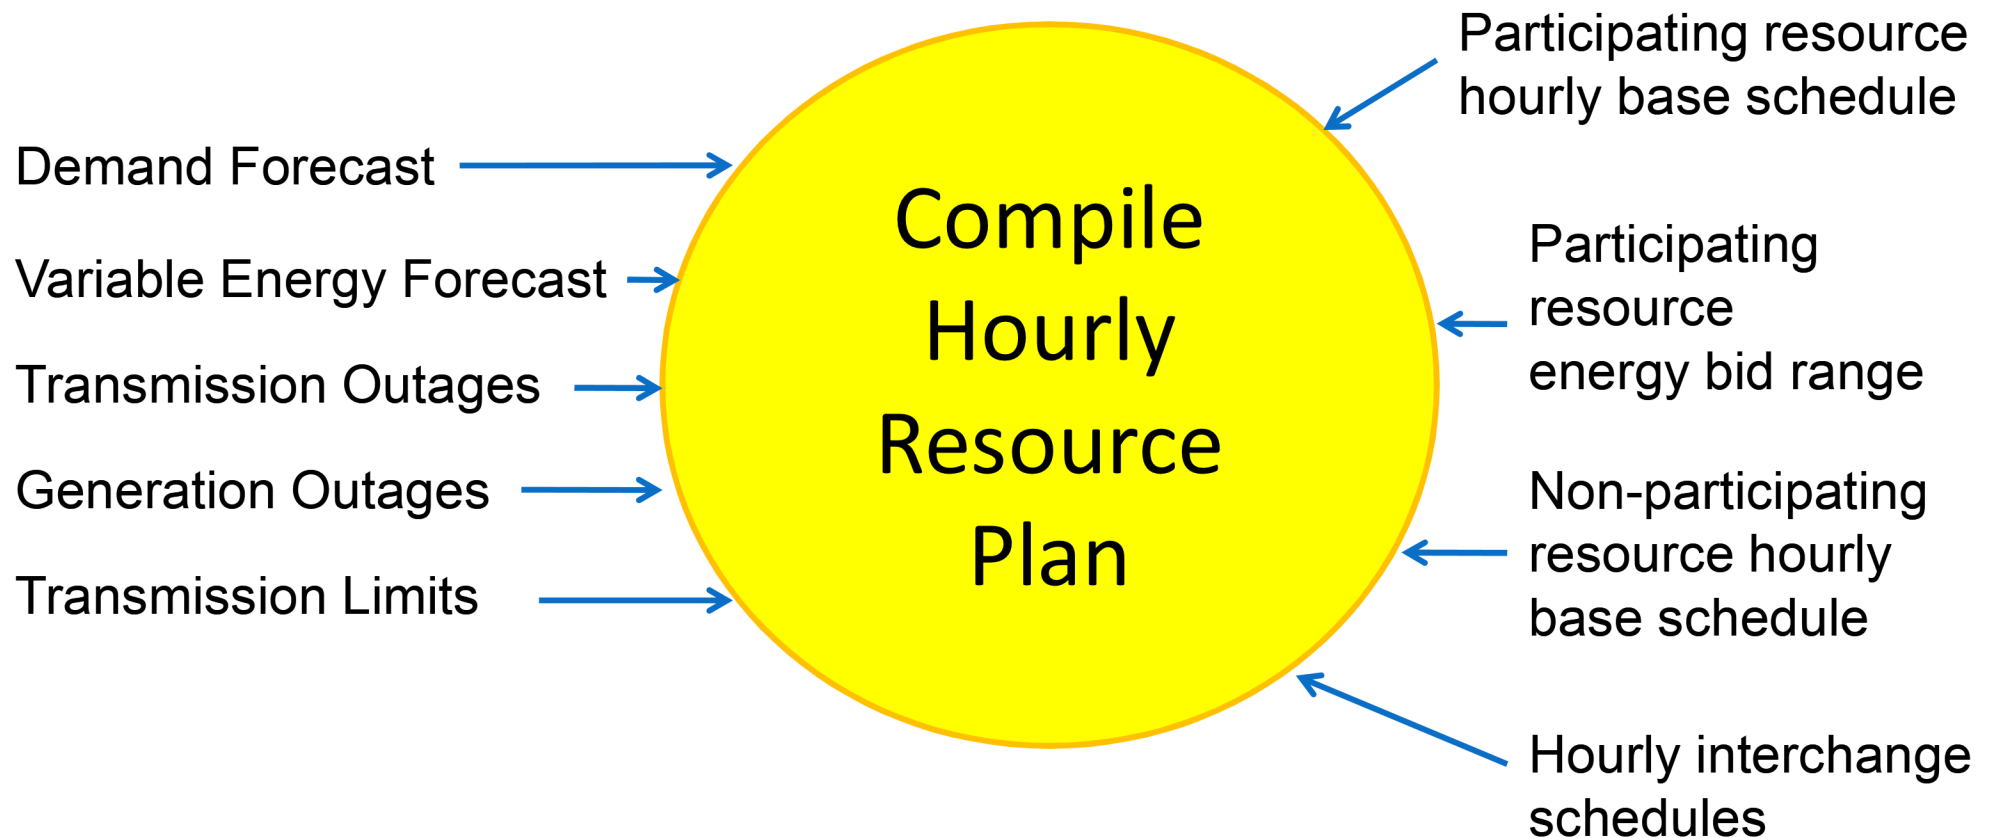 Demand Forecast
Variable Energy Forecast
Transmission Outages
Generation Outages
Transmission Limits
Compile
Hourly
Resource
Plan
Participating resource
hourly base schedule
Participating
resource
energy bid range
Non-participating
resource hourly
base schedule
Hourly interchange
schedules